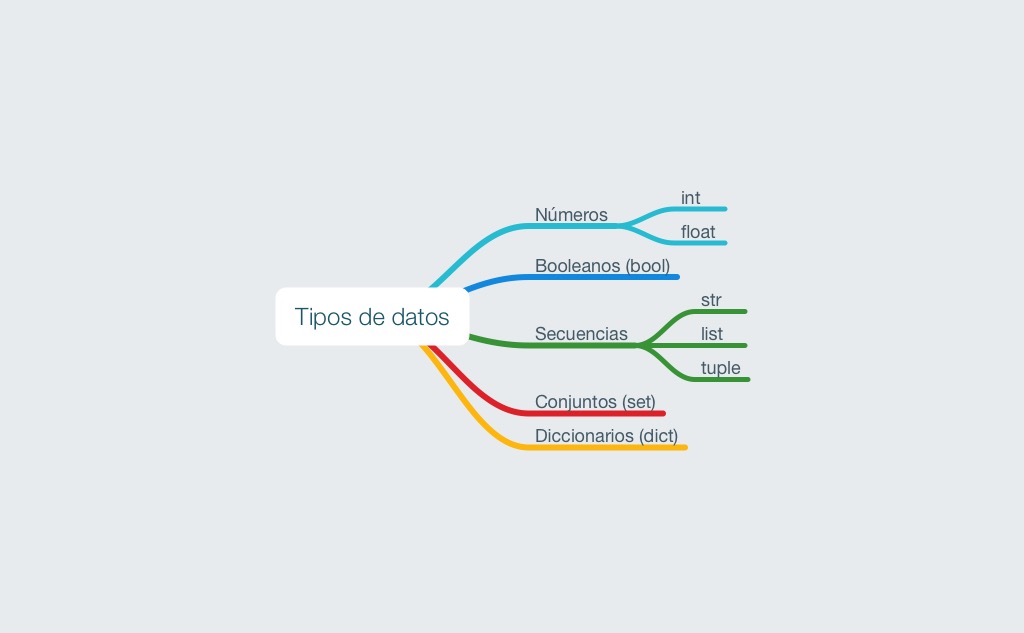 Tipos de datos
Números
int
float
Booleanos (bool)
Secuencias
str
list
tuple
Conjuntos (set)
Diccionarios (dict)